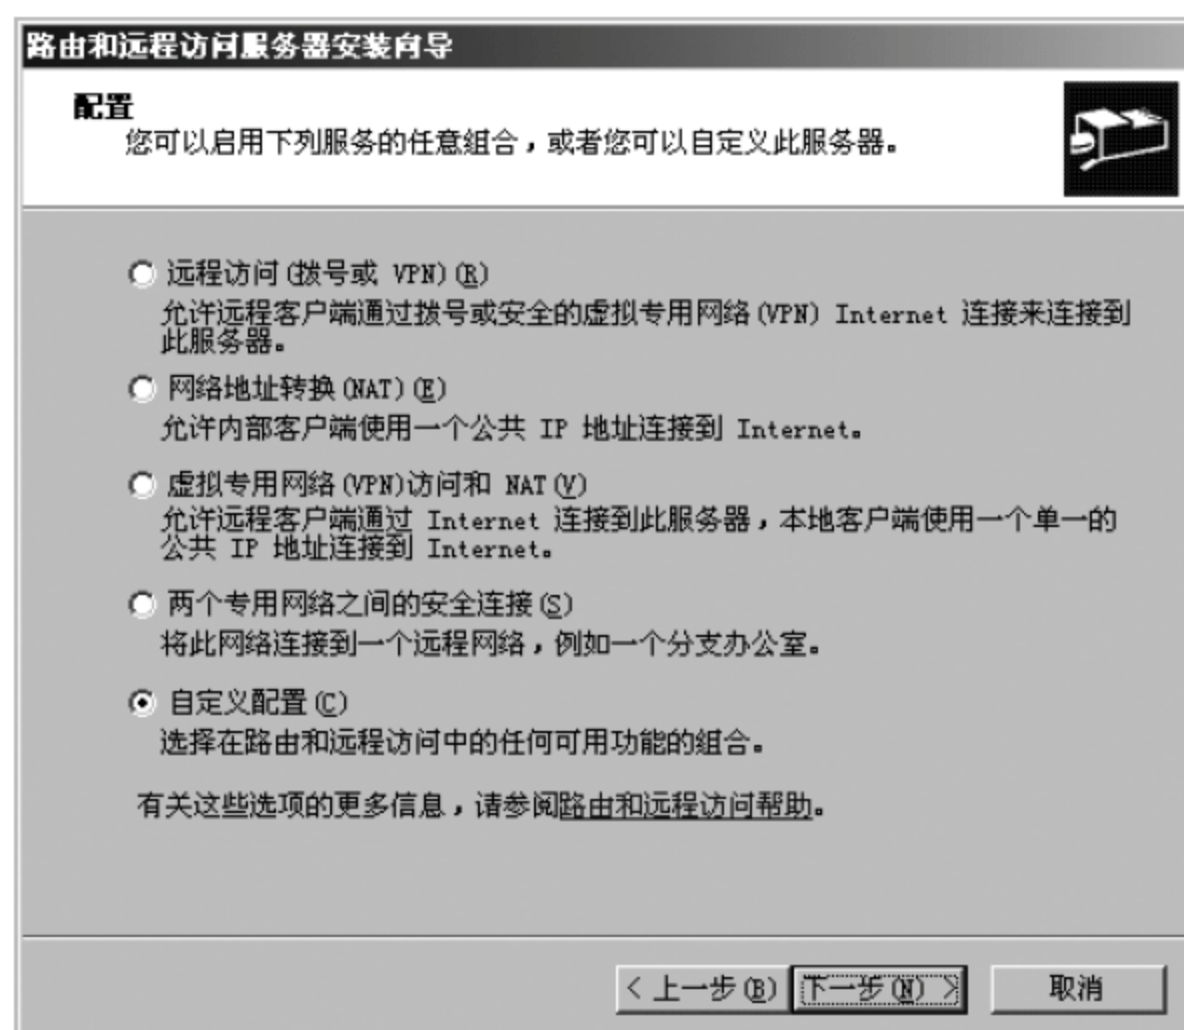 路由和远程访问服务器安装向导
配置
您可以启用下列服务的任意组合，或者您可以自定义此服务器。
远程访问(拨号或 VPN)(R)
允许远程客户端通过拨号或安全的虚拟专用网络(VPN) Internet 连接来连接到
此服务器。
网络地址转换(NAT)(E)
允许内部客户端使用一个公共 IP 地址连接到 Internet。
虚拟专用网络(VPN)访问和 NAT(V)
允许远程客户端通过 Internet 连接到此服务器，本地客户端使用一个单一的
公共 IP 地址连接到 Internet。
两个专用网络之间的安全连接(S)
将此网络连接到一个远程网络，例如一个分支办公室。
自定义配置(C)
选择在路由和远程访问中的任何可用功能的组合。
有关这些选项的更多信息，请参阅路由和远程访问帮助。
< 上一步(B) 下一步(N) > 取消